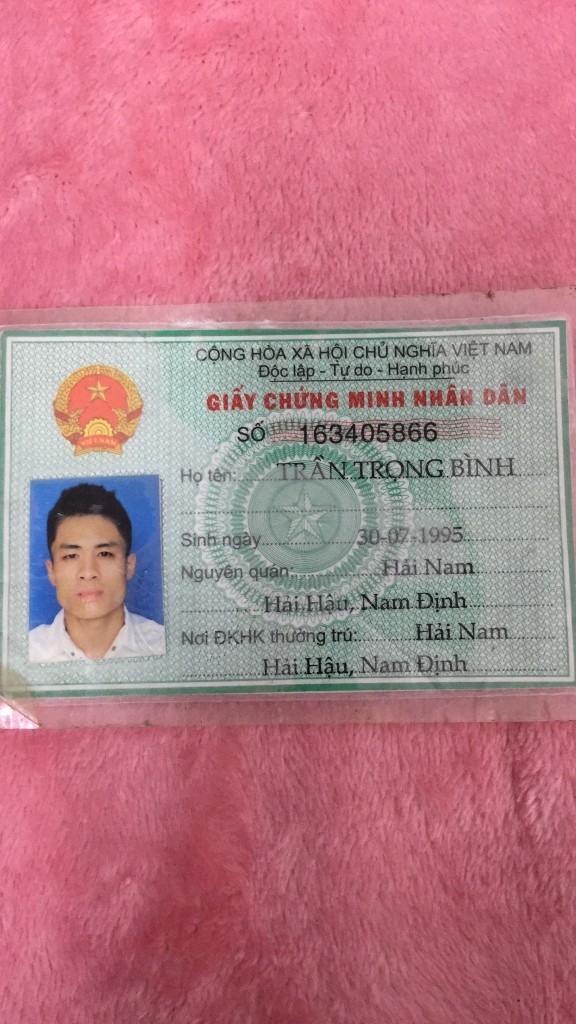 CỘNG HÒA XÃ HỘI CHỦ NGHĨA VIỆT NAM
Độc lập - Tự do - Hạnh phúc
GIẤY CHỨNG MINH NHÂN DÂN
SỐ 163405866
VIỆT NAM
Họ tên: TRẦN TRỌNG BÌNH
Sinh ngày 30-07-1995
Nguyên quán: Hải Nam
Hải Hậu, Nam Định
Nơi ĐKHK thường trú: Hải Nam
Hải Hậu, Nam Định